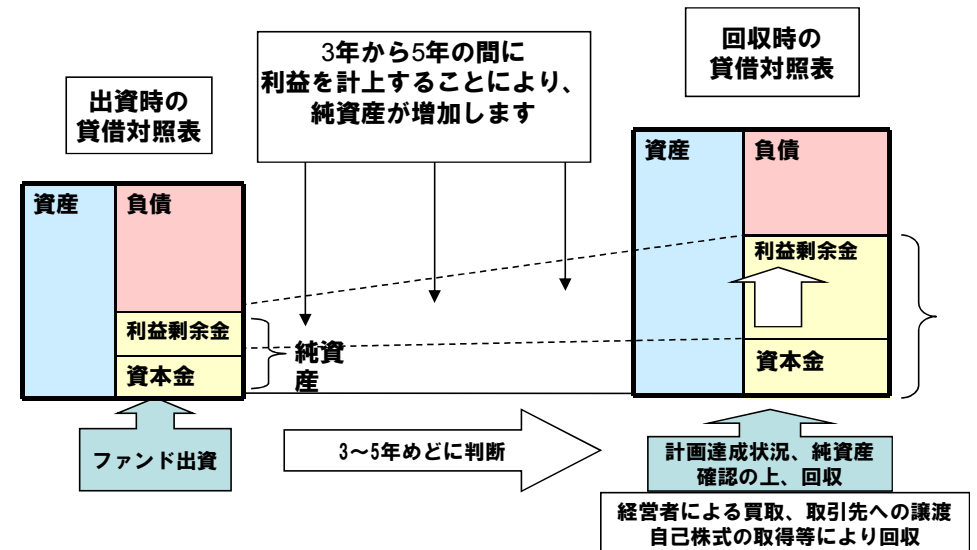 出資時の
貸借対照表
3年から5年の間に
利益を計上することにより、
純資産が増加します
回収時の
貸借対照表
資産
負債
利益剰余金
資本金
純資
産
ファンド出資
3～5年めどに判断
資産
負債
利益剰余金
資本金
計画達成状況、純資産
確認の上、回収
経営者による買取、取引先への譲渡
自己株式の取得等により回収